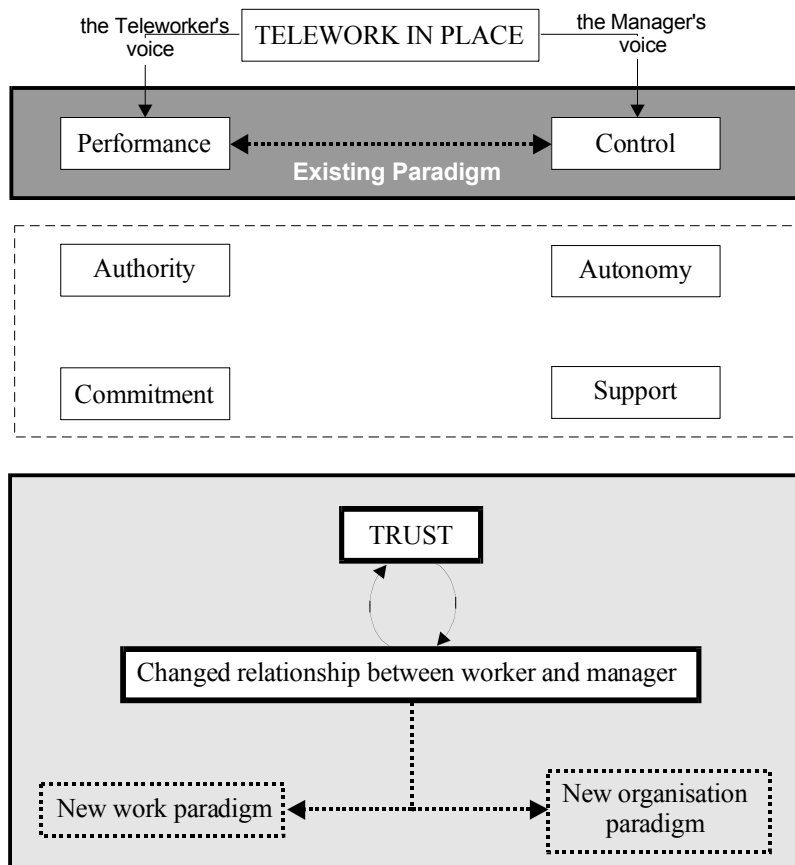 the Teleworker's
voice
TELEWORK IN PLACE
the Manager's
voice
Performance
Control
Existing Paradigm
Authority
Autonomy
Commitment
Support
TRUST
Changed relationship between worker and manager
New work paradigm
New organisation
paradigm